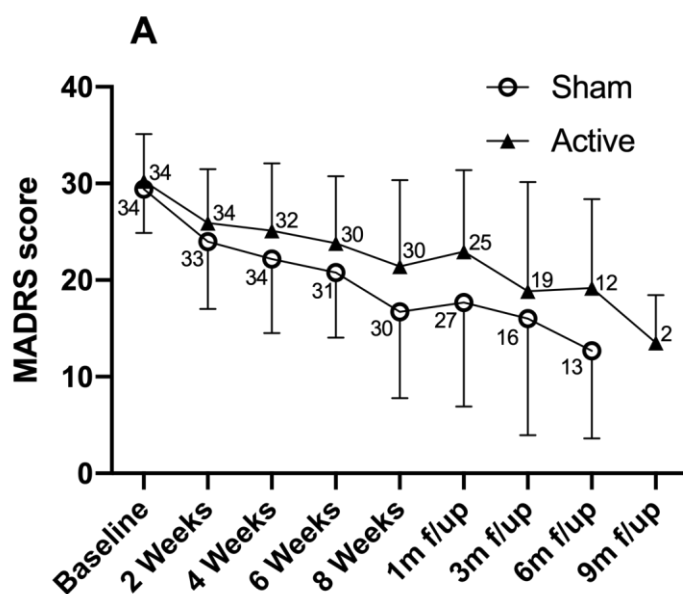 A
40
30
20
10
0
MADRS score
Sham
Active
34
34
34
33
32
34
30
31
30
30
25
27
19
16
12
13
2
Baseline
2 Weeks
4 Weeks
6 Weeks
8 Weeks
1m f/up
3m f/up
6m f/up
9m f/up